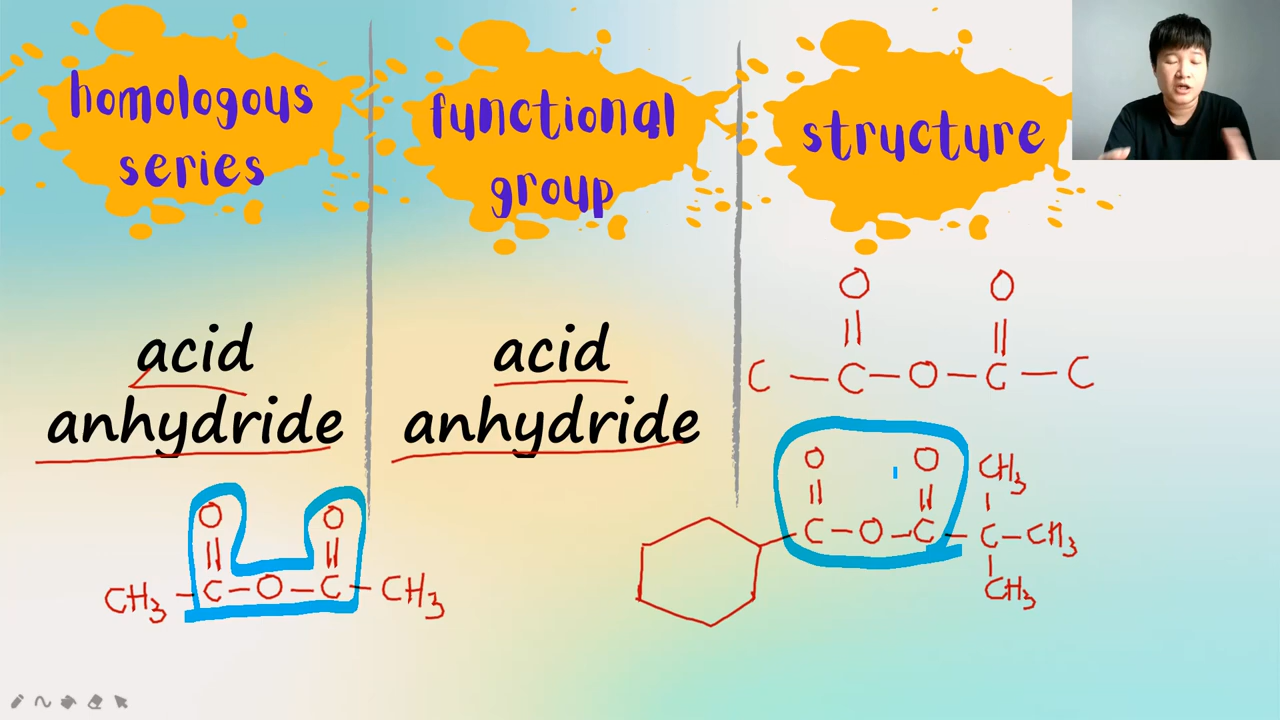 homologous
series
functional
group
structure
acid
anhydride
acid
anhydride
O O
|| ||
C — C — O — C — C
O O
|| ||
CH3 — C — O — C — CH3
O O CH3
|| || |
C — O — C — C — CH3
|
CH3